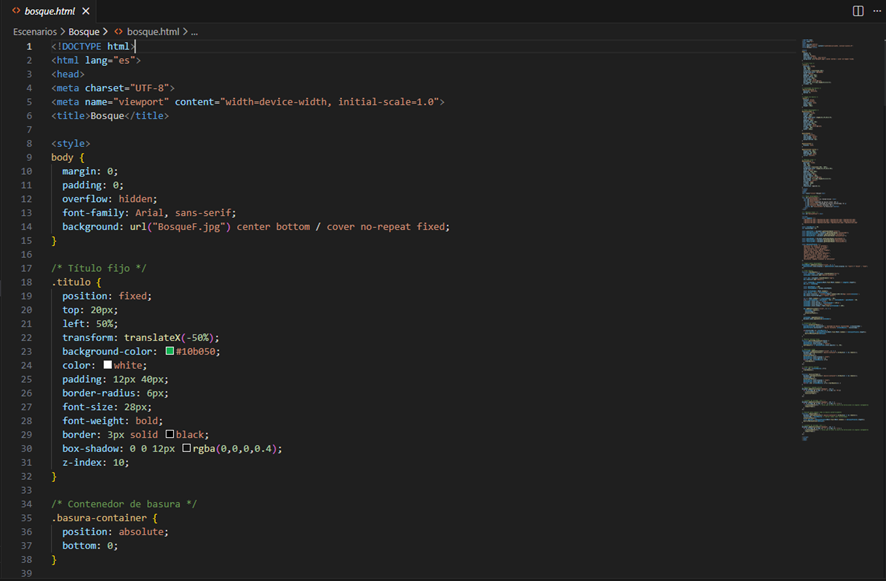 bosque.html
Escenarios > Bosque > bosque.html > ...
1 <!DOCTYPE html>
2 <html lang="es">
3 <head>
4 <meta charset="UTF-8">
5 <meta name="viewport" content="width=device-width, initial-scale=1.0">
6 <title>Bosque</title>
7
8 <style>
9 body {
10 margin: 0;
11 padding: 0;
12 overflow: hidden;
13 font-family: Arial, sans-serif;
14 background: url("BosqueF.jpg") center bottom / cover no-repeat fixed;
15 }
16
17 /* Título fijo */
18 .titulo {
19 position: fixed;
20 top: 20px;
21 left: 50%;
22 transform: translateX(-50%);
23 background-color: #10b050;
24 color: white;
25 padding: 12px 40px;
26 border-radius: 6px;
27 font-size: 28px;
28 font-weight: bold;
29 border: 3px solid black;
30 box-shadow: 0 0 12px rgba(0,0,0,0.4);
31 z-index: 10;
32 }
33
34 /* Contenedor de basura */
35 .basura-container {
36 position: absolute;
37 bottom: 0;
38 }
39